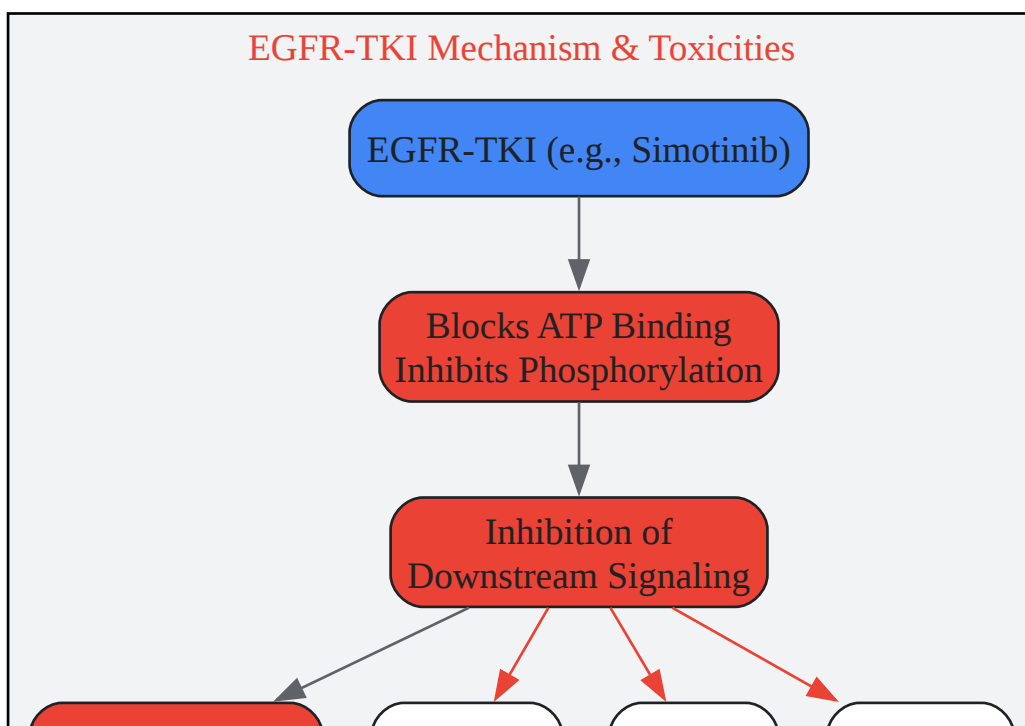 EGFR-TKI Mechanism & Toxicities
EGFR-TKI (e.g., Simotinib)
Blocks ATP Binding
Inhibits Phosphorylation
Inhibition of
Downstream Signaling